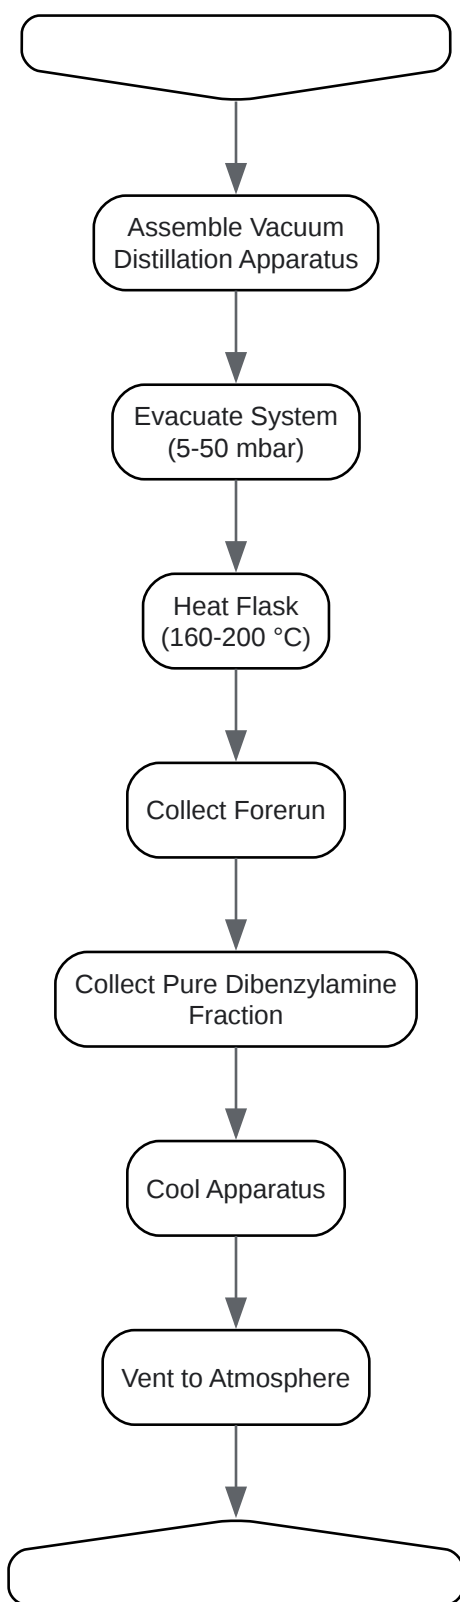 Assemble Vacuum
Distillation Apparatus
Evacuate System
(5-50 mbar)
Heat Flask
(160-200 °C)
Collect Forerun
Collect Pure Dibenzylamine
Fraction
Cool Apparatus
Vent to Atmosphere